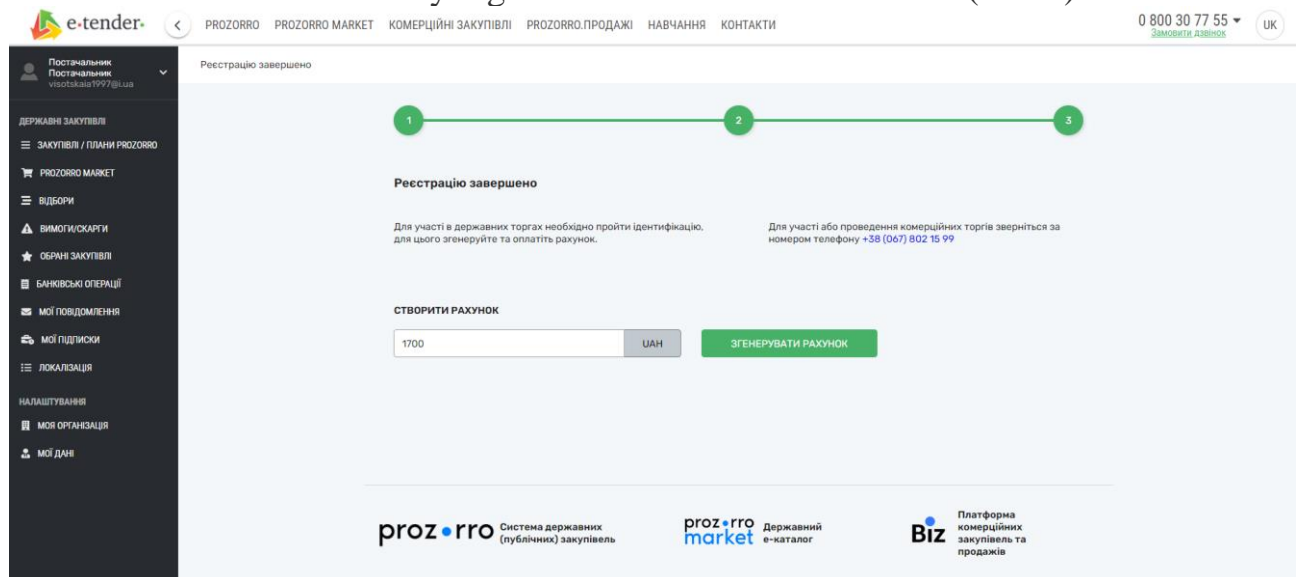 e-tender
PROZORRO PROZORRO MARKET КОМЕРЦІЙНІ ЗАКУПІВЛІ PROZORRO.ПРОДАЖІ НАВЧАННЯ КОНТАКТИ
0 800 30 77 55
Замовити дзвінок
UK
Постачальник
Постачальник
visotskaia1997@i.ua
Реєстрацію завершено
ДЕРЖАВНІ ЗАКУПІВЛІ
ЗАКУПІВЛІ / ПЛАНИ PROZORRO
PROZORRO MARKET
ВІДБОРИ
ВИМОГИ/СКАРГИ
ОБРАНІ ЗАКУПІВЛІ
БАНКІВСЬКІ ОПЕРАЦІЇ
МОЇ ПОВІДОМЛЕННЯ
МОЇ ПІДПИСКИ
ЛОКАЛІЗАЦІЯ
НАЛАШТУВАННЯ
МОЯ ОРГАНІЗАЦІЯ
МОЇ ДАНІ
1 2 3
Реєстрацію завершено
Для участі в державних торгах необхідно пройти ідентифікацію,
для цього згенеруйте та оплатіть рахунок.
Для участі або проведення комерційних торгів зверніться за
номером телефону +38 (067) 802 15 99
СТВОРИТИ РАХУНОК
1700 UAH
ЗГЕНЕРУВАТИ РАХУНОК
prozorro
Система державних
(публічних) закупівель
prozorro
market
Державний
е-каталог
Biz
Платформа
комерційних
закупівель та
продажів